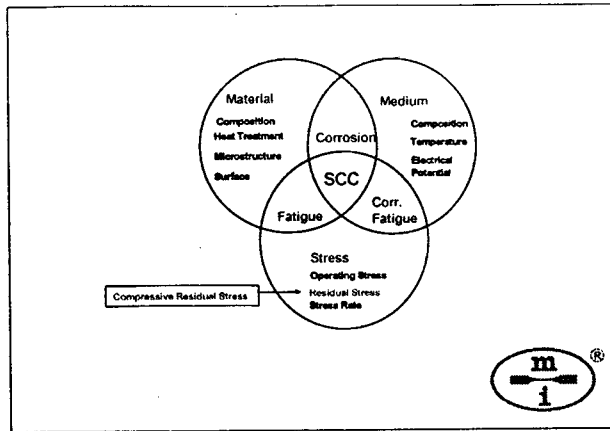 Material
Composition
Heat Treatment
Microstructure
Surface
Medium
Composition
Temperature
Electrical
Potential
Corrosion
SCC
Fatigue
Corr.
Fatigue
Stress
Operating Stress
Residual Stress
Stress Rate
Compressive Residual Stress
m
i
®